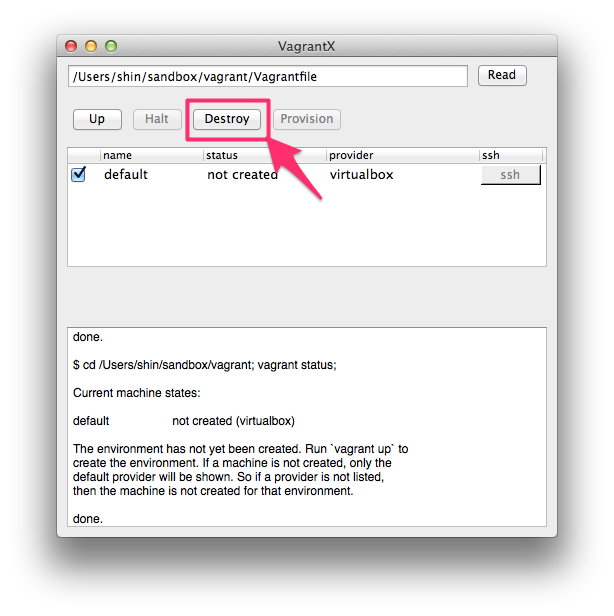 VagrantX
/Users/shin/sandbox/vagrant/Vagrantfile Read
Up Halt Destroy Provision
name status provider ssh
default not created virtualbox ssh
done.
$ cd /Users/shin/sandbox/vagrant; vagrant status;
Current machine states:
default not created (virtualbox)
The environment has not yet been created. Run `vagrant up` to
create the environment. If a machine is not created, only the
default provider will be shown. So if a provider is not listed,
then the machine is not created for that environment.
done.